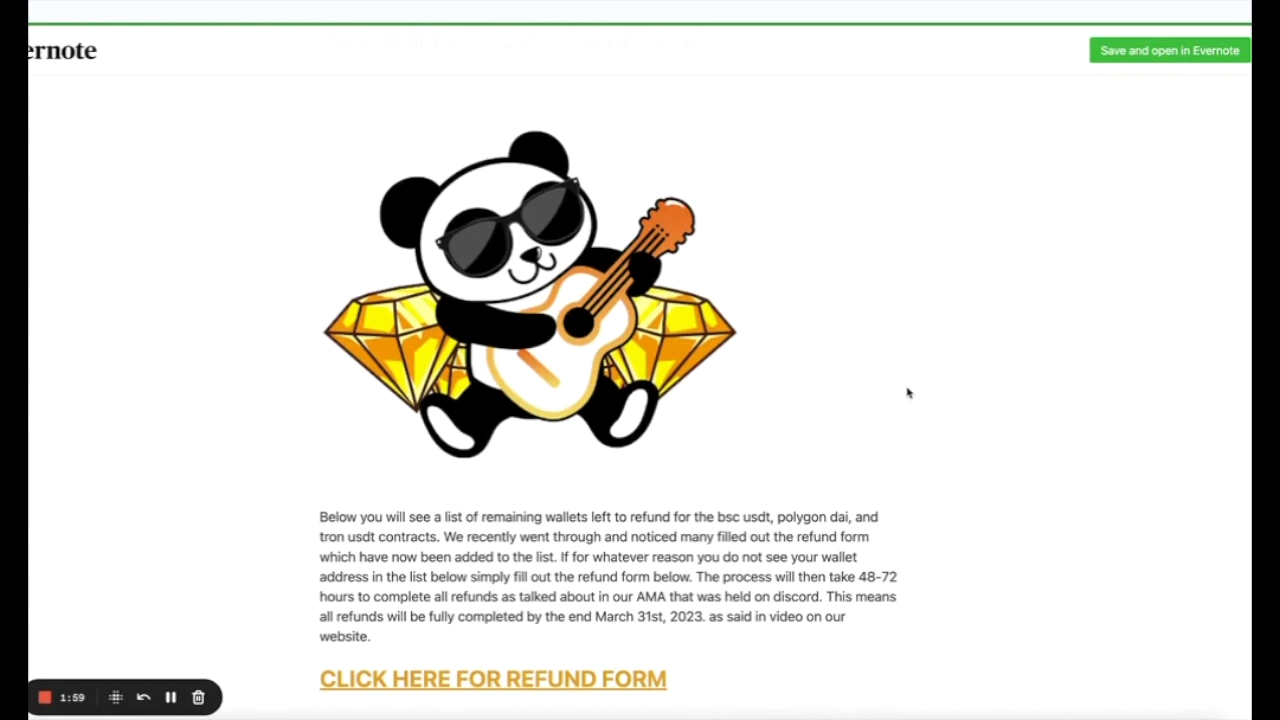 ernote
Save and open in Evernote
Below you will see a list of remaining wallets left to refund for the bsc usdt, polygon dai, and
tron usdt contracts. We recently went through and noticed many filled out the refund form
which have now been added to the list. If for whatever reason you do not see your wallet
address in the list below simply fill out the refund form below. The process will then take 48-72
hours to complete all refunds as talked about in our AMA that was held on discord. This means
all refunds will be fully completed by the end March 31st, 2023. as said in video on our
website.
CLICK HERE FOR REFUND FORM
1:59